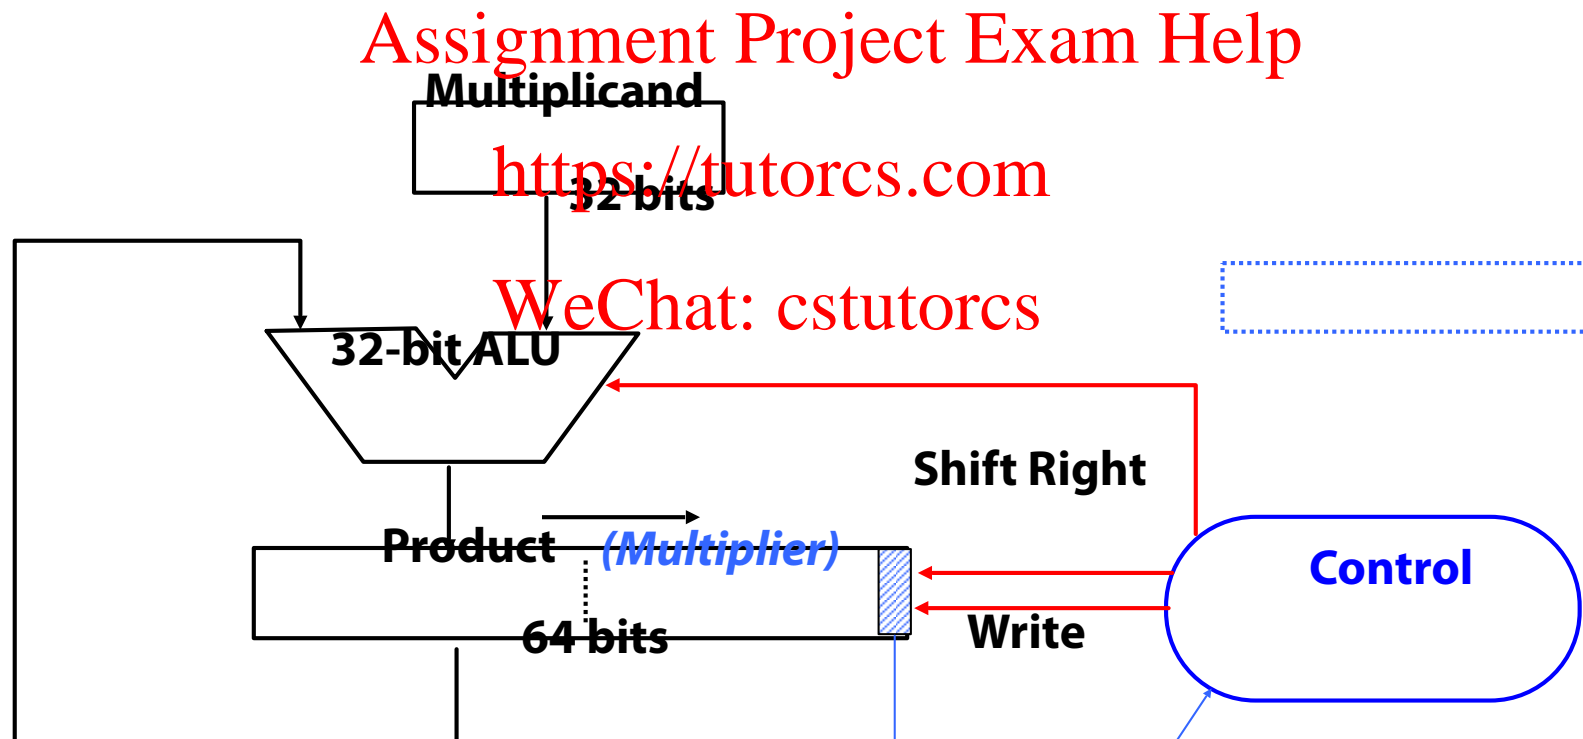 Assignment Project Exam Help
Multiplicand
https://tutorcs.com
32 bits
WeChat: cstutorcs
32-bit ALU
Shift Right
Product (Multiplier)
Control
64 bits
Write